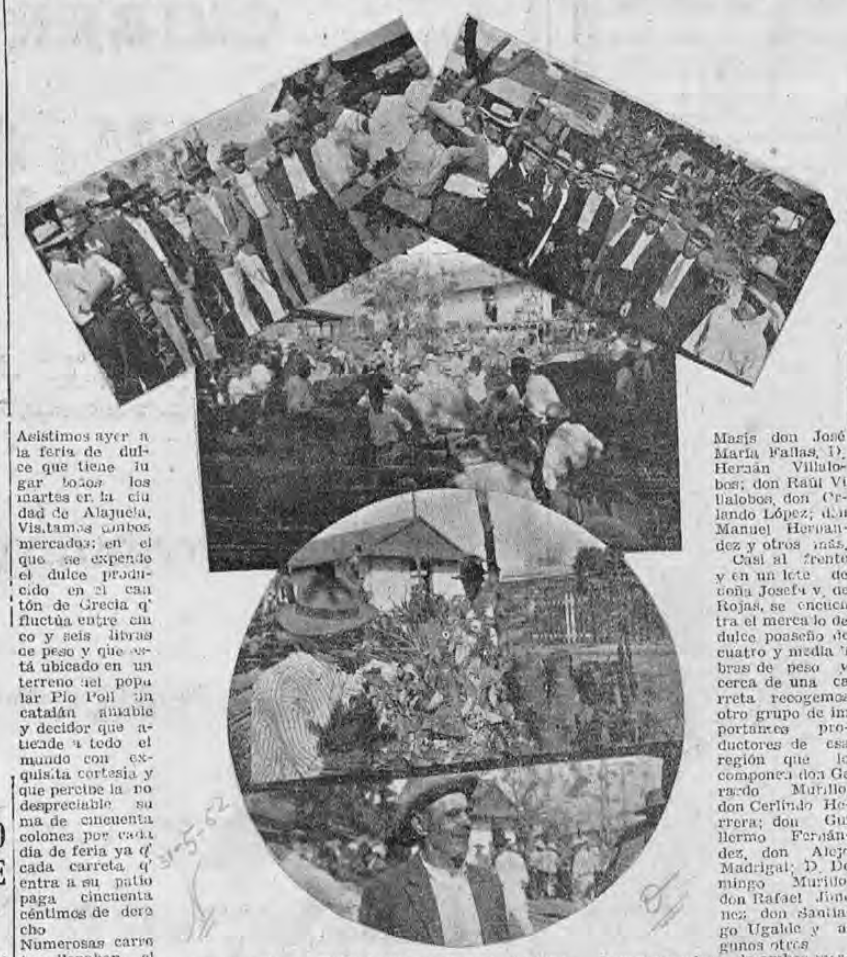 Asistimos ayer a
la feria de dul-
ce que tiene lu
gar todos los
martes en la ciu
dad de Alajuela.
Visitamos ambos
mercados: en el
que se expende
el dulce produ-
cido en el can
tón de Grecia q'
fluctúa entre cin
co y seis libras
de peso y que es-
tá ubicado en un
terreno del popu
lar Pío Poll un
catalán amable
y decidor que a-
tiende a todo el
mundo con ex-
quisita cortesía y
que percibe la no
despreciable su
ma de cincuenta
colones por cada
día de feria ya q'
cada carreta q'
entra a su patio
paga cincuenta
céntimos de dere
cho
Numerosas carre
llenaban el
Masis don José
María Fallas, D.
Hernán Villalo-
bos; don Raúl Vi
llalobos, don Or-
lando López; don
Manuel Hernán-
dez y otros más.
Casi al frente
y en un lote de
doña Josefa v. de
Rojas, se encuen
tra el mercado de
dulce poaseño de
cuatro y media li
bras de peso y
cerca de una ca
rreta recogemos
otro grupo de im
portantes pro-
ductores de esa
región que lo
componen don Ge
rardo Murillo
don Cerlindo He-
rrera; don Gui
llermo Fernán-
dez, don Alejo
Madrigal; D. Do
mingo Murillo
don Rafael Jimé
nez don Santia
go Ugalde y al
gunos otros
31-5-62